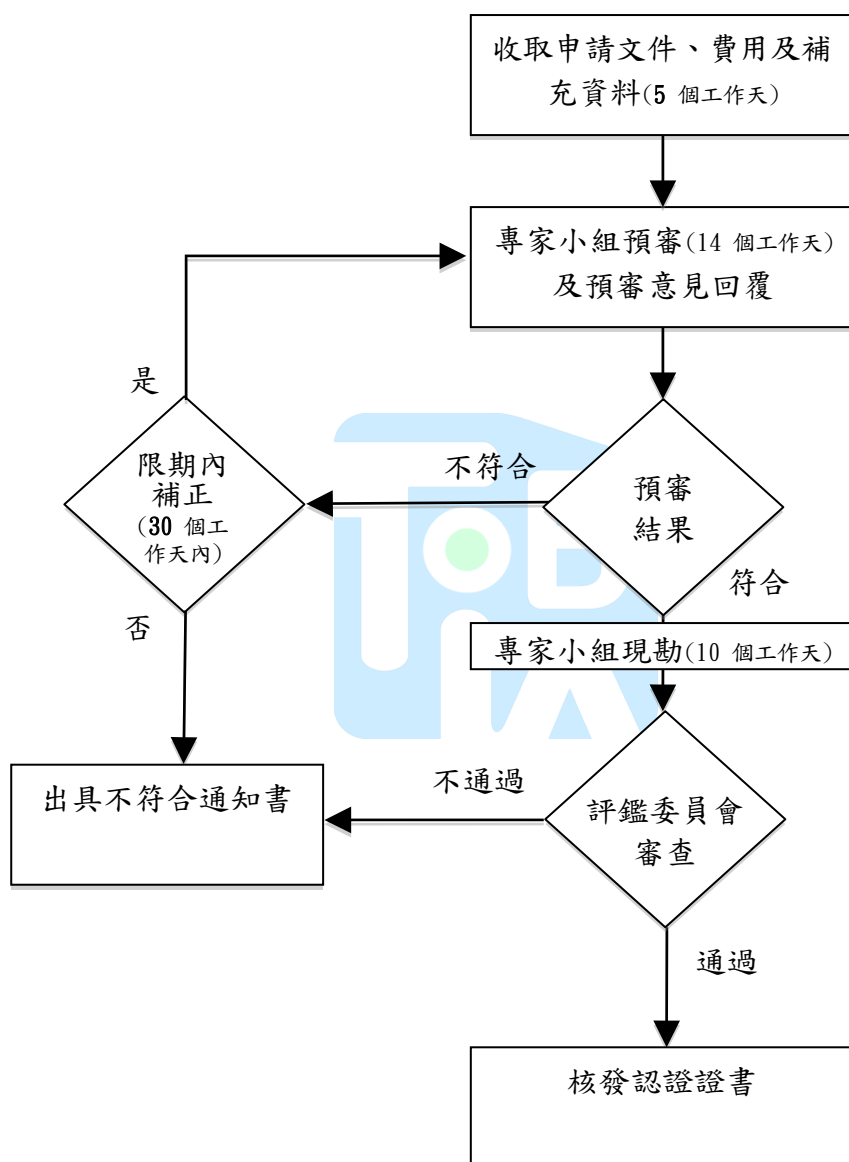 收取申請文件、費用及補
充資料(5 個工作天)
專家小組預審(14 個工作天)
及預審意見回覆
是
限期內
補正
(30 個工
作天內)
不符合
預審
結果
符合
否
專家小組現勘(10 個工作天)
出具不符合通知書
不通過
評鑑委員會
審查
通過
核發認證證書